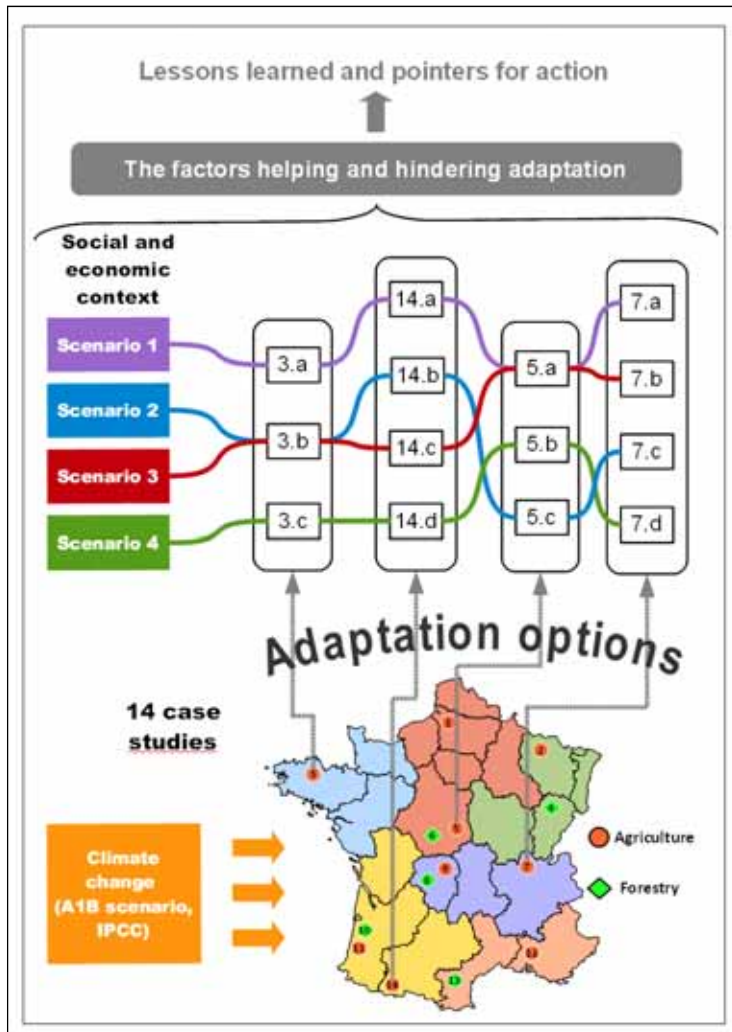 Lessons learned and pointers for action
The factors helping and hindering adaptation
Social and
economic
context
Scenario 1
Scenario 2
Scenario 3
Scenario 4
3.a
3.b
3.c
14.a
14.b
14.c
14.d
5.a
5.b
5.c
7.a
7.b
7.c
7.d
Adaptation options
14 case
studies
Climate
change
(A1B scenario,
IPCC)
Agriculture
Forestry
2
7